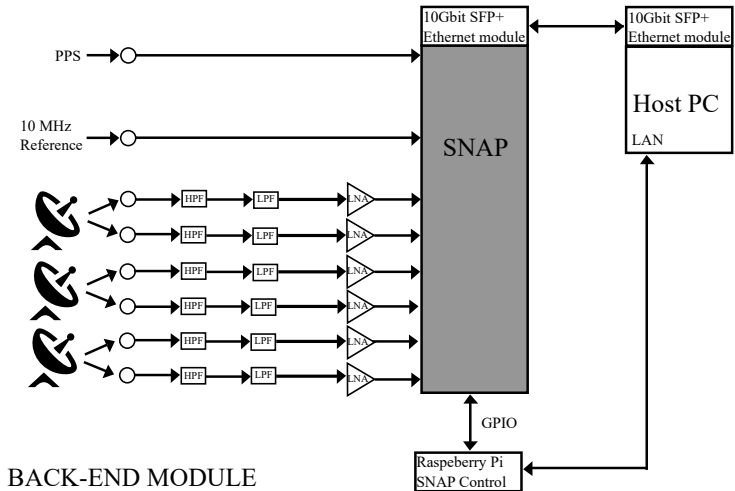 10Gbit SFP+
Ethernet module
10Gbit SFP+
Ethernet module
PPS
Host PC
10 MHz
Reference
SNAP
LAN
HPF LPF LNA
HPF LPF LNA
HPF LPF LNA
HPF LPF LNA
HPF LPF LNA
HPF LPF LNA
GPIO
Raspeberry Pi
SNAP Control
BACK-END MODULE